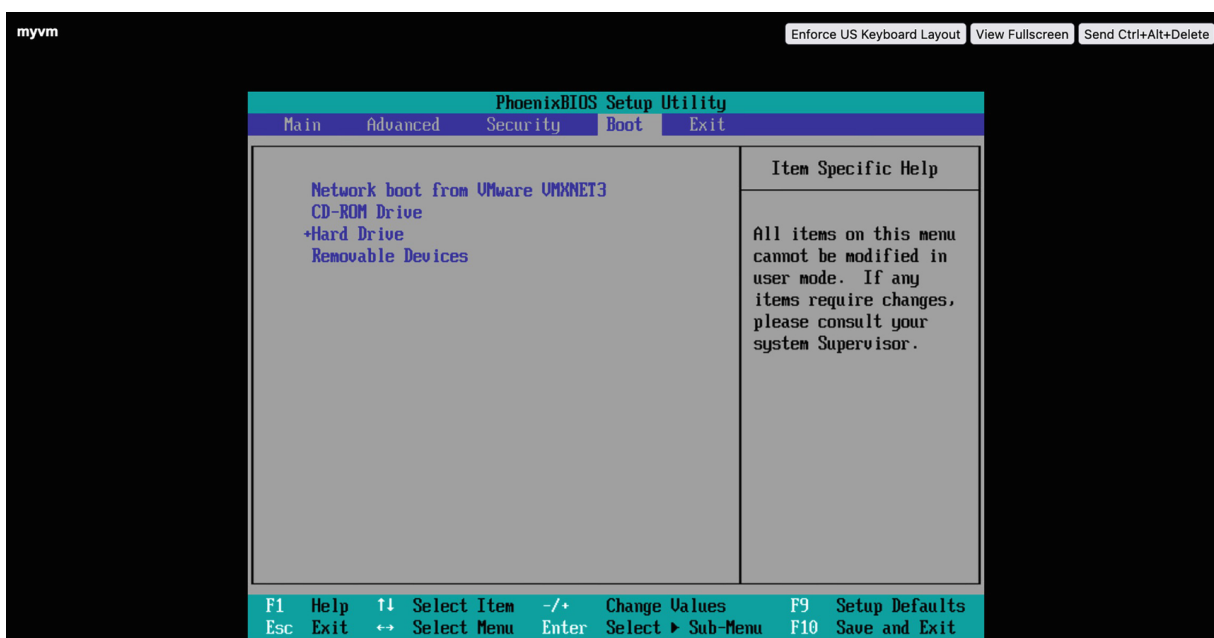 myvm
Enforce US Keyboard Layout View Fullscreen Send Ctrl+Alt+Delete
PhoenixBIOS Setup Utility
Main Advanced Security Boot Exit
Network boot from VMware VMXNET3
CD-ROM Drive
+Hard Drive
Removable Devices
Item Specific Help
All items on this menu
cannot be modified in
user mode. If any
items require changes,
please consult your
system Supervisor.
F1 Help ↑↓ Select Item -/+ Change Values F9 Setup Defaults
Esc Exit ↔ Select Menu Enter Select ▶ Sub-Menu F10 Save and Exit